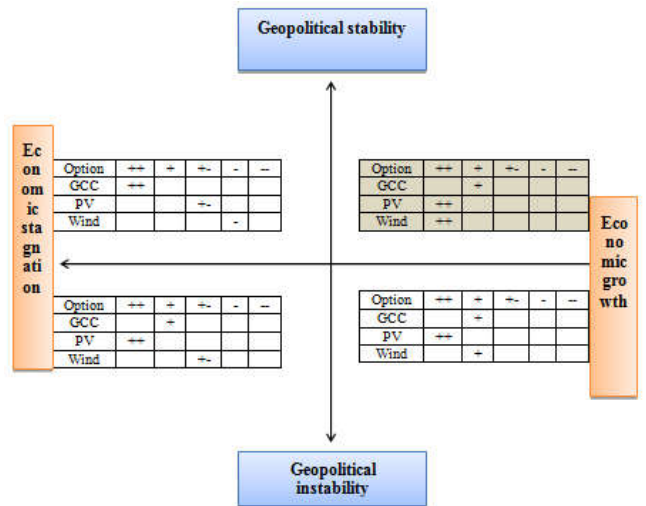 Geopolitical stability
Ec
on
om
ic
sta
gn
ati
on
Option ++ + +- - --
GCC ++
PV +-
Wind -
Option ++ + +- - --
GCC +
PV ++
Wind ++
Eco
no
mic
gro
wth
Option ++ + +- - --
GCC +
PV ++
Wind +-
Option ++ + +- - --
GCC +
PV ++
Wind +
Geopolitical
instability